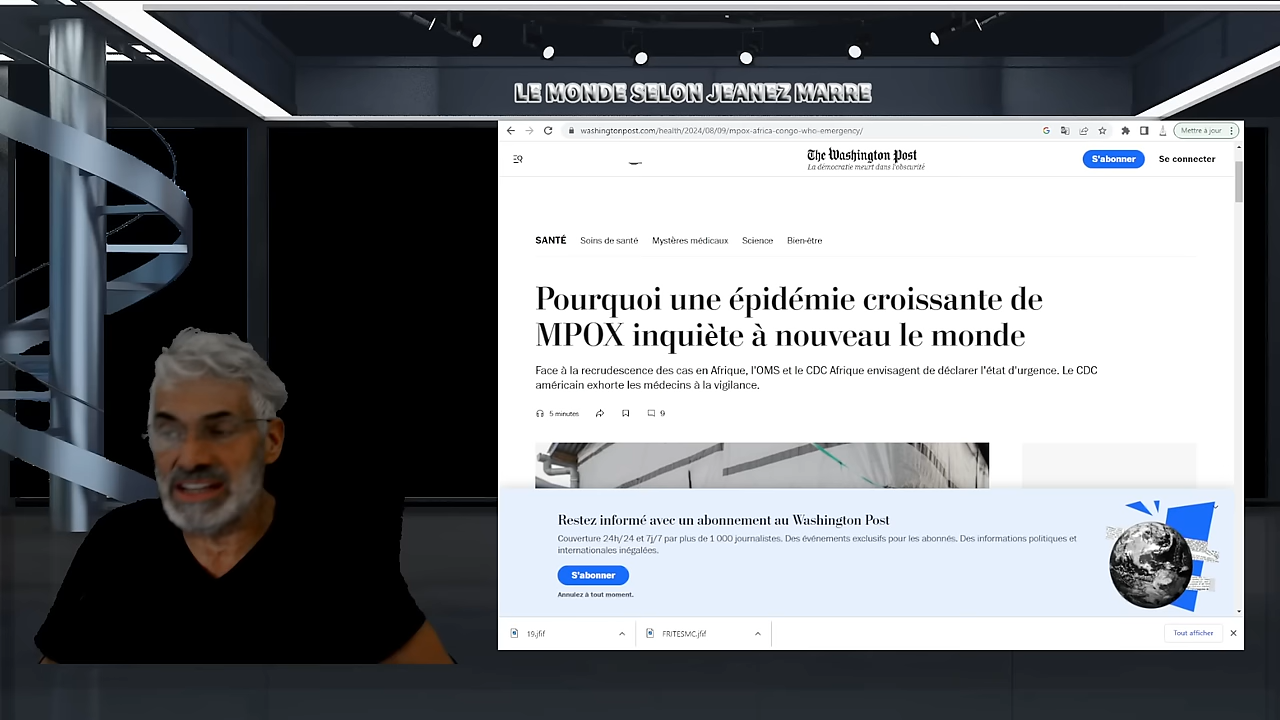 LE MONDE SELON JEANEZ MARRE
washingtonpost.com/health/2024/08/09/mpox-africa-congo-who-emergency/
Mettre à jour
The Washington Post
La démocratie meurt dans l'obscurité
S'abonner
Se connecter
SANTÉ Soins de santé Mystères médicaux Science Bien-être
Pourquoi une épidémie croissante de
MPOX inquiète à nouveau le monde
Face à la recrudescence des cas en Afrique, l'OMS et le CDC Afrique envisagent de déclarer l'état d'urgence. Le CDC
américain exhorte les médecins à la vigilance.
5 minutes 9
Restez informé avec un abonnement au Washington Post
Couverture 24h/24 et 7j/7 par plus de 1 000 journalistes. Des événements exclusifs pour les abonnés. Des informations politiques et
internationales inégalées.
S'abonner
Annulez à tout moment.
19.jfif FRITESMC.jfif Tout afficher